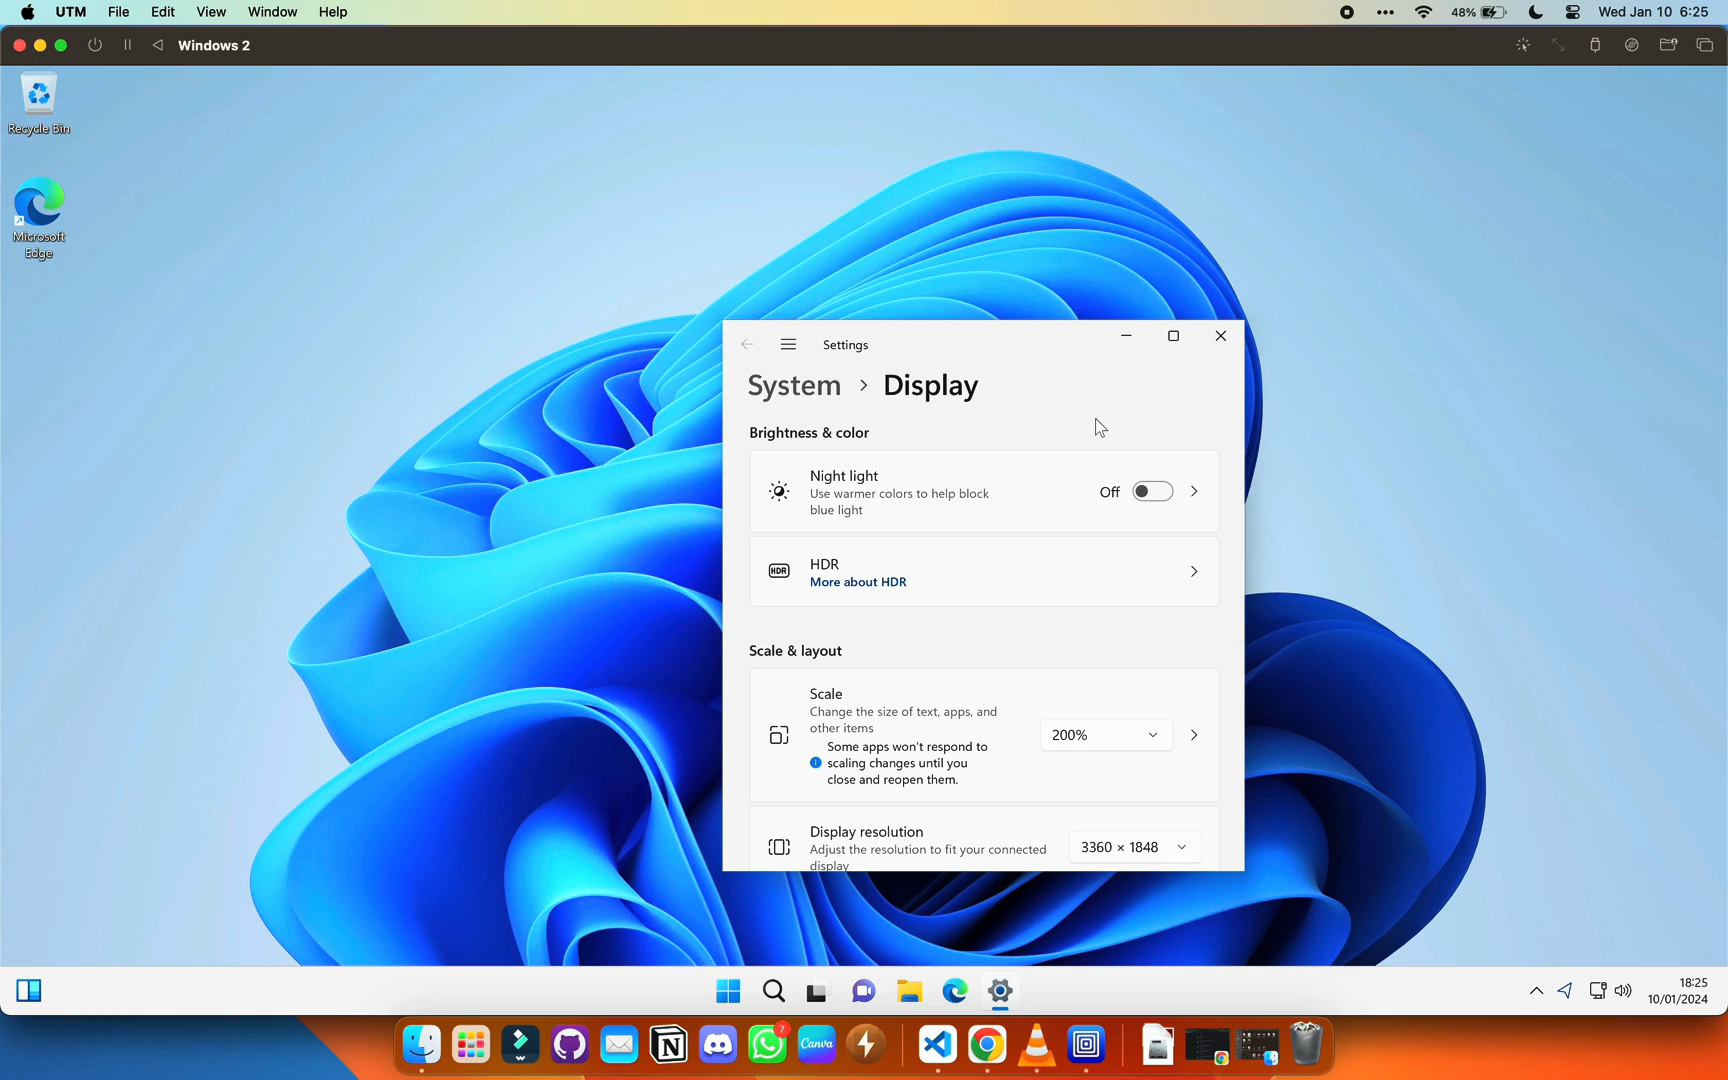 UTM File Edit View Window Help
48% Wed Jan 10 6:25
Windows 2
Recycle Bin
Microsoft
Edge
Settings
System > Display
Brightness & color
Night light
Use warmer colors to help block
blue light
Off
HDR
HDR
More about HDR
Scale & layout
Scale
Change the size of text, apps, and
other items
Some apps won't respond to
scaling changes until you
close and reopen them.
200%
Display resolution
Adjust the resolution to fit your connected
display
3360 × 1848
18:25
10/01/2024
7
Canva